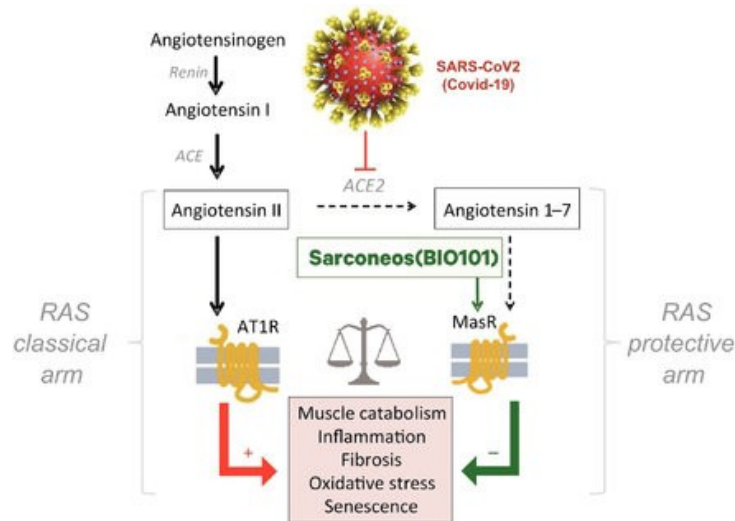 Angiotensinogen
Renin
SARS-CoV2
(Covid-19)
Angiotensin I
ACE
ACE2
Angiotensin II
Angiotensin 1–7
Sarconeos(BIO101)
RAS
classical
arm
AT1R
MasR
RAS
protective
arm
Muscle catabolism
Inflammation
Fibrosis
Oxidative stress
Senescence
+
–